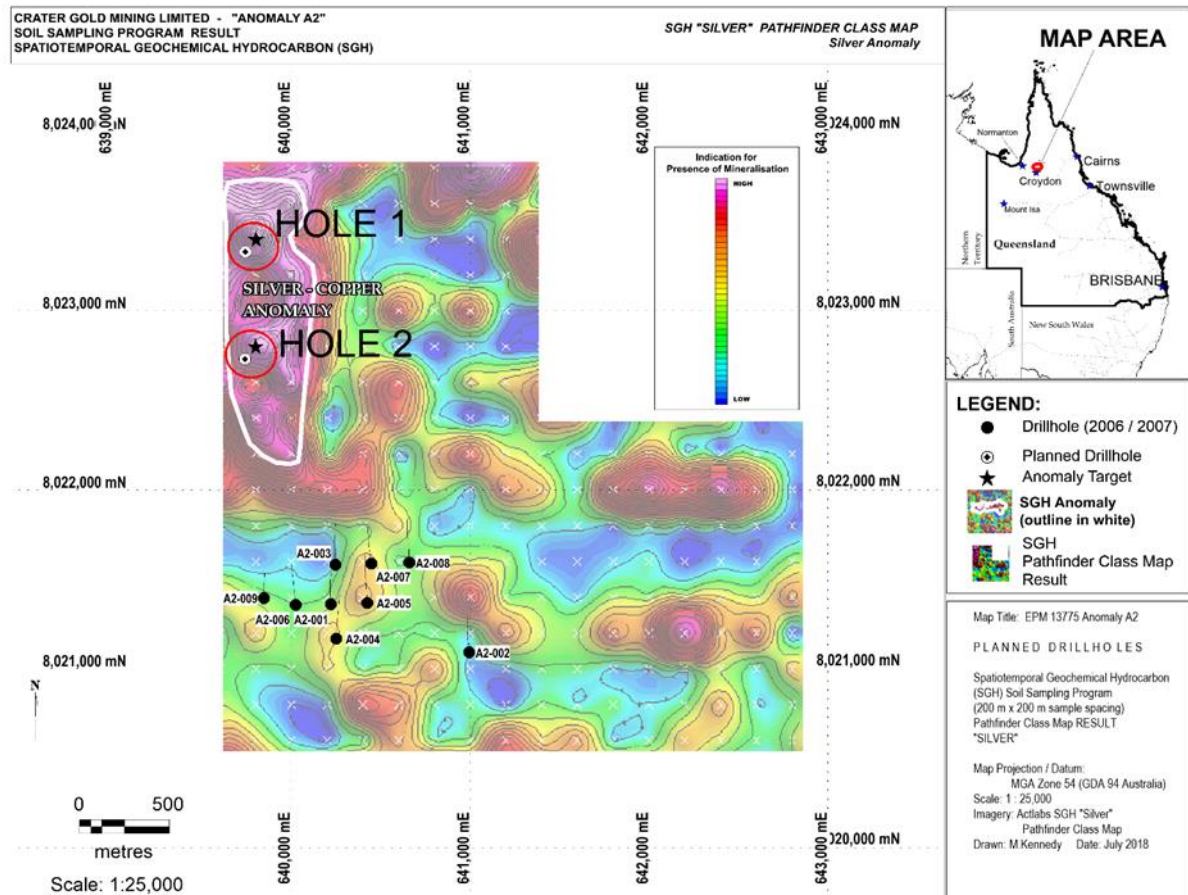 CRATER GOLD MINING LIMITED - "ANOMALY A2"
SOIL SAMPLING PROGRAM RESULT
SPATIOTEMPORAL GEOCHEMICAL HYDROCARBON (SGH)
SGH "SILVER" PATHFINDER CLASS MAP
Silver Anomaly
639,000 mE
640,000 mE
641,000 mE
642,000 mE
643,000 mE
8,024,000 mN
8,024,000 mN
Indication for
Presence of Mineralisation
HIGH
LOW
HOLE 1
SILVER - COPPER
ANOMALY
HOLE 2
8,023,000 mN
8,023,000 mN
8,022,000 mN
8,022,000 mN
A2-003
A2-008
A2-007
A2-009
A2-005
A2-006
A2-001
A2-004
A2-002
8,021,000 mN
8,021,000 mN
N
0 500
metres
Scale: 1:25,000
640,000 mE
641,000 mE
642,000 mE
643,000 mE
020,000 mN
MAP AREA
Normanton
Croydon
Cairns
Townsville
Mount Isa
Northern
Territory
Queensland
BRISBANE
South Australia
New South Wales
LEGEND:
Drillhole (2006 / 2007)
Planned Drillhole
Anomaly Target
SGH Anomaly
(outline in white)
SGH
Pathfinder Class Map
Result
Map Title: EPM 13775 Anomaly A2
PLANNED DRILLHOLES
Spatiotemporal Geochemical Hydrocarbon
(SGH) Soil Sampling Program
(200 m x 200 m sample spacing)
Pathfinder Class Map RESULT
"SILVER"
Map Projection / Datum:
MGA Zone 54 (GDA 94 Australia)
Scale: 1 : 25,000
Imagery: Actlabs SGH "Silver"
Pathfinder Class Map
Drawn: M.Kennedy Date: July 2018